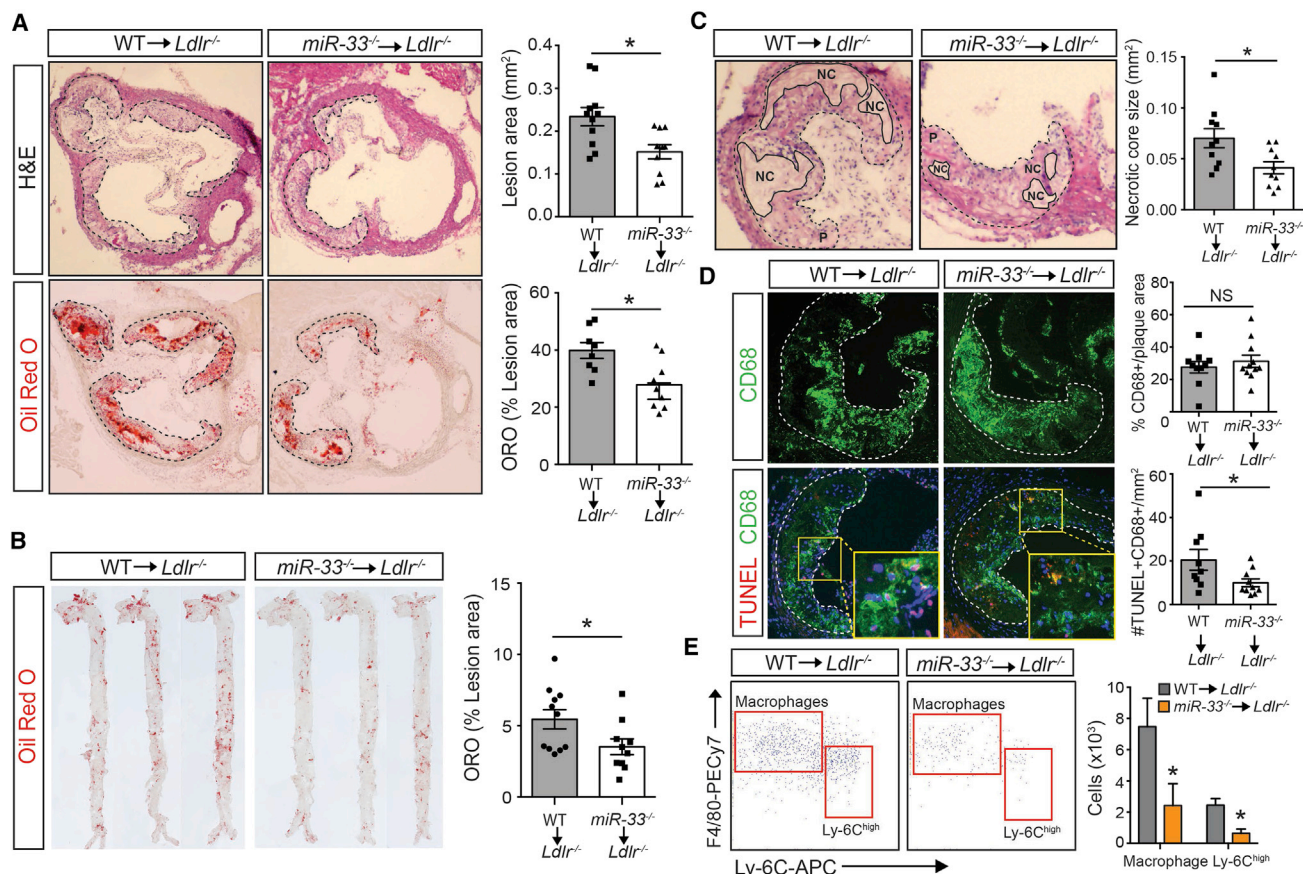 A
WT→Ldlr-/-
miR-33-/-→Ldlr-/-
H&E
Oil Red O
Lesion area (mm²)
0.4
0.3
0.2
0.1
0.0
*
WT
miR-33-/-
Ldlr-/-
Ldlr-/-
ORO (% Lesion area)
60
40
20
0
*
WT
miR-33-/-
Ldlr-/-
Ldlr-/-
B
WT→Ldlr-/-
miR-33-/-→Ldlr-/-
Oil Red O
ORO (% Lesion area)
15
10
5
0
*
WT
miR-33-/-
Ldlr-/-
Ldlr-/-
C
WT→Ldlr-/-
miR-33-/-→Ldlr-/-
NC
NC
NC
P
P
NC
NC
NC
Necrotic core size (mm²)
0.15
0.10
0.05
0.00
*
WT
miR-33-/-
Ldlr-/-
Ldlr-/-
D
WT→Ldlr-/-
miR-33-/-→Ldlr-/-
CD68
TUNEL CD68
% CD68+/plaque area
80
60
40
20
0
NS
WT
miR-33-/-
Ldlr-/-
Ldlr-/-
#TUNEL+CD68+/mm²
60
40
20
0
*
WT
miR-33-/-
Ldlr-/-
Ldlr-/-
E
WT→Ldlr-/-
miR-33-/-→Ldlr-/-
F4/80-PECy7
Macrophages
Macrophages
Ly-6Chigh
Ly-6Chigh
Ly-6C-APC
WT→Ldlr-/-
miR-33-/-→Ldlr-/-
Cells (x10³)
10
8
6
4
2
0
*
*
Macrophage Ly-6Chigh